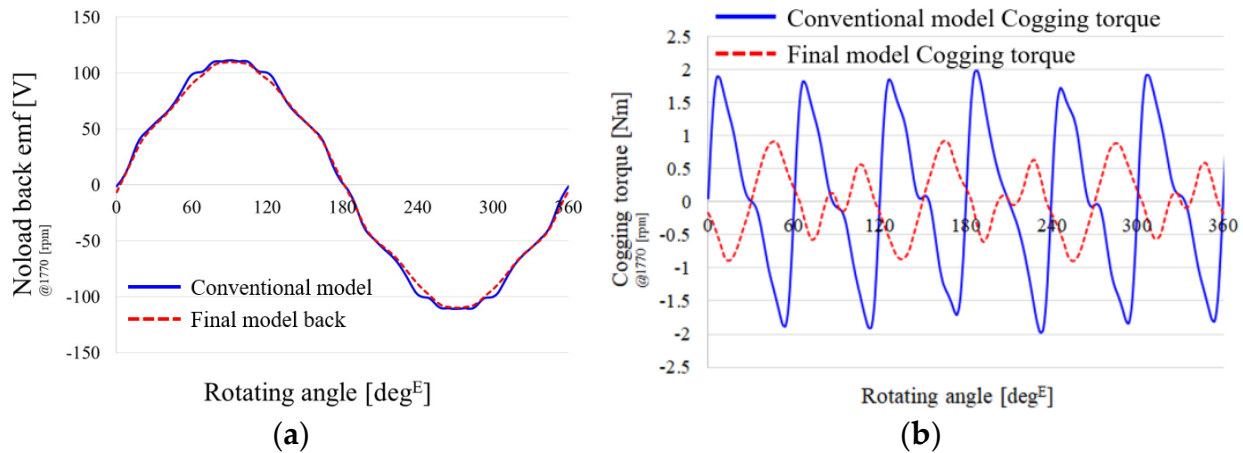 150
100
50
0
-50
-100
-150
0 60 120 180 240 300 360
Noload back emf [V]
@1770 [rpm]
Conventional model
Final model back
Rotating angle [degᴱ]
(a)
Conventional model Cogging torque
Final model Cogging torque
2.5
2
1.5
1
0.5
0
-0.5
-1
-1.5
-2
-2.5
0 60 120 180 240 300 360
Cogging torque [Nm]
@1770 [rpm]
Rotating angle [degᴱ]
(b)